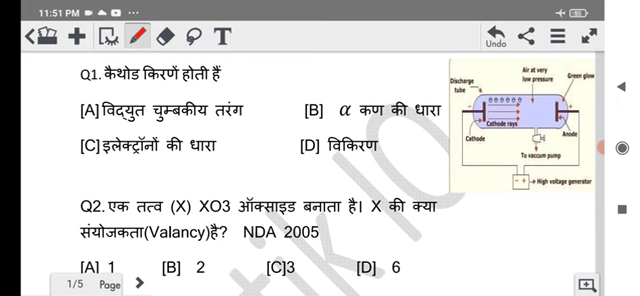 11:51 PM
55
Undo
Q1. कैथोड किरणें होती हैं
[A] विद्युत चुम्बकीय तरंग [B] α कण की धारा
[C] इलेक्ट्रॉनों की धारा [D] विकिरण
Discharge tube
Air at very low pressure
Green glow
Cathode rays
Cathode
Anode
To vaccum pump
High voltage generator
Q2. एक तत्व (X) XO3 ऑक्साइड बनाता है। X की क्या
संयोजकता(Valancy)है? NDA 2005
[A] 1 [B] 2 [C]3 [D] 6
1/5 Page